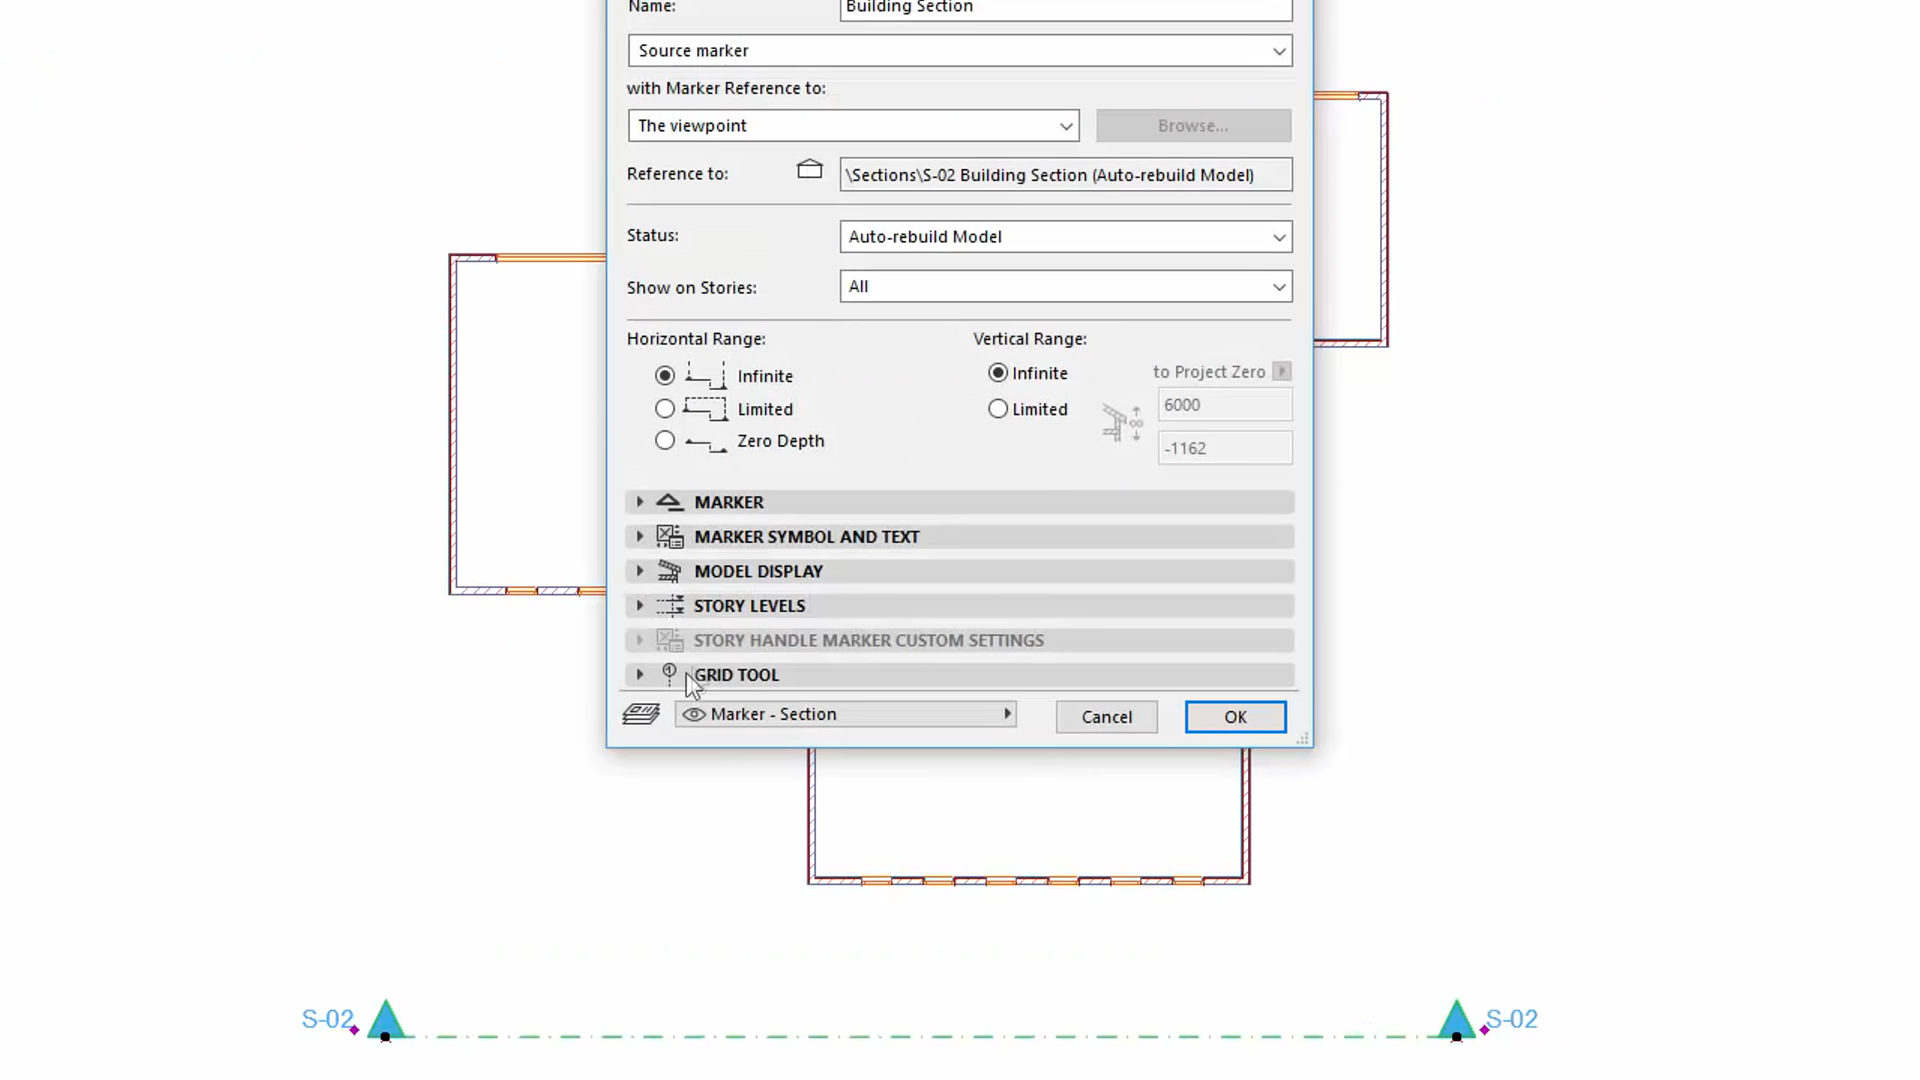 Name:
Building Section
Source marker
with Marker Reference to:
The viewpoint
Browse...
Reference to:
\Sections\S-02 Building Section (Auto-rebuild Model)
Status:
Auto-rebuild Model
Show on Stories:
All
Horizontal Range:
Vertical Range:
Infinite
Infinite
to Project Zero
Limited
Limited
6000
Zero Depth
-1162
MARKER
MARKER SYMBOL AND TEXT
MODEL DISPLAY
STORY LEVELS
STORY HANDLE MARKER CUSTOM SETTINGS
GRID TOOL
Marker - Section
Cancel
OK
S-02
S-02